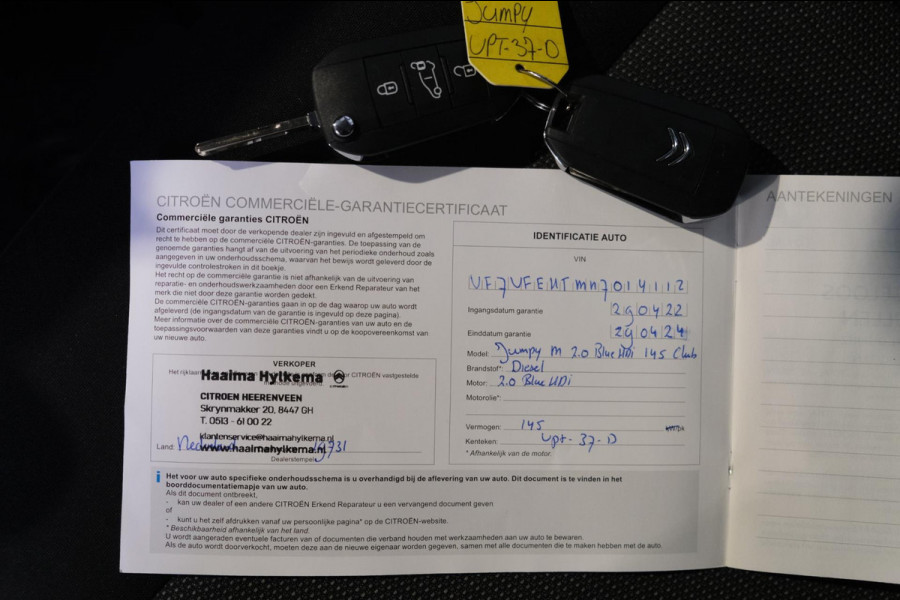 Jumpy
VPT-37-D
CITROËN COMMERCIËLE-GARANTIECERTIFICAAT
Commerciële garanties CITROËN
Dit certificaat moet door de verkopende dealer zijn ingevuld en afgestempeld om
recht te hebben op de commerciële CITROËN-garanties. De toepassing van de
genoemde garanties hangt af van de uitvoering van het periodieke onderhoud zoals
aangegeven in uw onderhoudsschema, waarvan het bewijs wordt geleverd door de
ingevulde controlestroken in dit boekje.
Het recht op de commerciële garantie is niet afhankelijk van de uitvoering van
reparatie- en onderhoudswerkzaamheden door een Erkend Reparateur van het
merk die niet door deze garantie worden gedekt.
De commerciële CITROËN-garanties gaan in op de dag waarop uw auto wordt
afgeleverd (de ingangsdatum van de garantie is ingevuld op deze pagina).
Meer informatie over de commerciële CITROËN-garanties van uw auto en de
toepassingsvoorwaarden van deze garanties vindt u op de koopovereenkomst van
uw nieuwe auto.
VERKOPER
Het rijklaar CITROËN vastgestelde
Haaima Hylkema
CITROEN HEERENVEEN
Skrynmakker 20, 8447 GH
T. 0513 - 61 00 22
klantenservice@haaimahylkema.nl
Land: www.haaimahylkema.nl
Dealerstempel
IDENTIFICATIE AUTO
VIN
VF7VFEHTMN7014112
Ingangsdatum garantie 290422
Einddatum garantie 290424
Model: Jumpy M 2.0 Blue HDi 145 Club
Brandstof*: Diesel
Motor: 2.0 Blue HDi
Motorolie*:
Vermogen: 145
Kenteken: VPT-37-D
* Afhankelijk van de motor.
AANTEKENINGEN
i Het voor uw auto specifieke onderhoudsschema is u overhandigd bij de aflevering van uw auto. Dit document is te vinden in het
boorddocumentatiemapje van uw auto.
Als dit document ontbreekt,
- kan uw dealer of een andere CITROËN Erkend Reparateur u een vervangend document geven
of
- kunt u het zelf afdrukken vanaf uw persoonlijke pagina* op de CITROËN-website.
* Beschikbaarheid afhankelijk van het land.
U wordt aangeraden eventuele facturen van of documenten die verband houden met werkzaamheden aan uw auto te bewaren.
Als de auto wordt doorverkocht, moeten deze aan de nieuwe eigenaar worden gegeven, samen met alle documenten die te maken hebben met de auto.